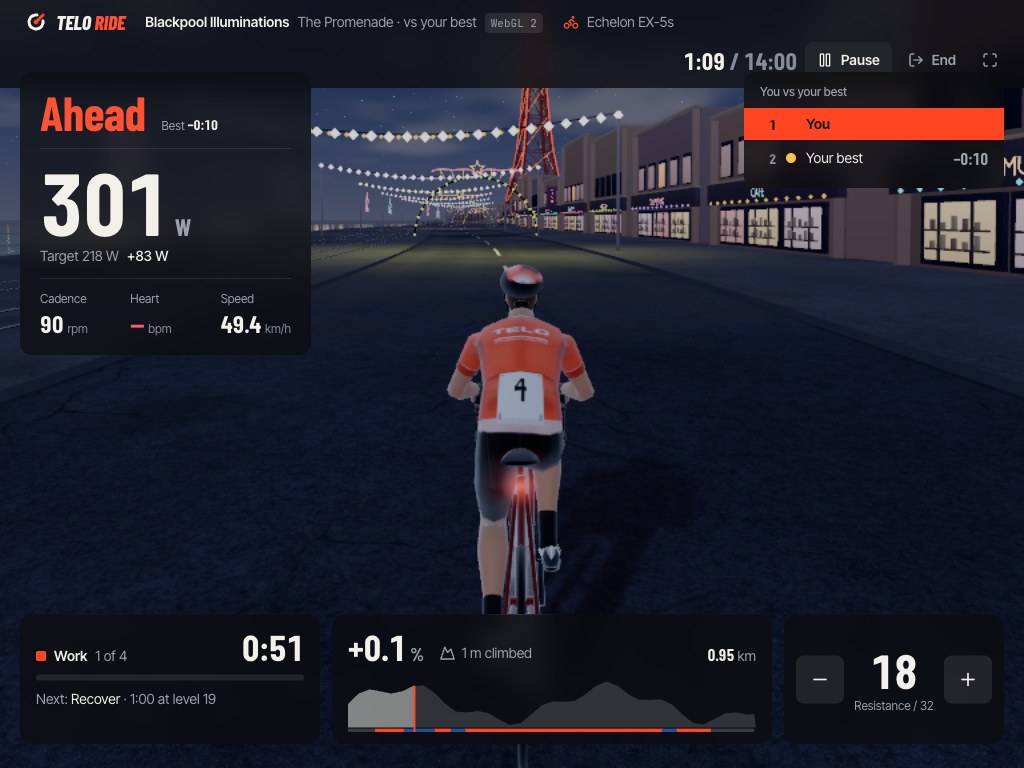 TELO RIDE Blackpool Illuminations The Promenade · vs your best WebGL 2 Echelon EX-5s
1:09 / 14:00 Pause End
Ahead Best −0:10
301 W
Target 218 W +83 W
Cadence Heart Speed
90 rpm — bpm 49.4 km/h
You vs your best
1 You
2 Your best −0:10
CAFÉ
TELO
4
Work 1 of 4 0:51
Next: Recover · 1:00 at level 19
+0.1 % 1 m climbed 0.95 km
− 18 +
Resistance / 32